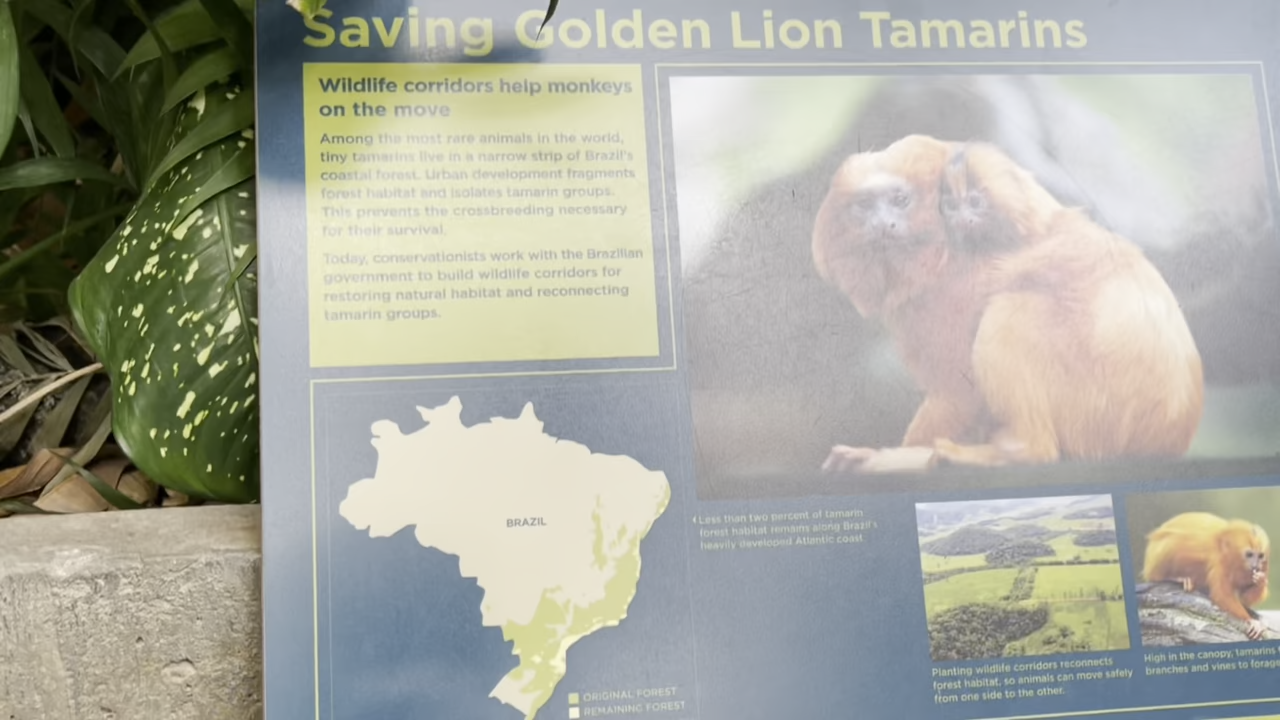 Saving Golden Lion Tamarins
Wildlife corridors help monkeys
on the move
Among the most rare animals in the world,
tiny tamarins live in a narrow strip of Brazil's
coastal forest. Urban development fragments
forest habitat and isolates tamarin groups.
This prevents the crossbreeding necessary
for their survival.
Today, conservationists work with the Brazilian
government to build wildlife corridors for
restoring natural habitat and reconnecting
tamarin groups.
BRAZIL
ORIGINAL FOREST
REMAINING FOREST
Less than two percent of tamarin
forest habitat remains along Brazil's
heavily developed Atlantic coast.
Planting wildlife corridors reconnects
forest habitat, so animals can move safely
from one side to the other.
High in the canopy, tamarins
branches and vines to forage